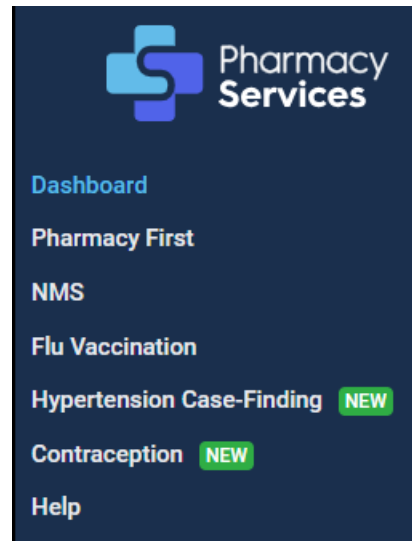 Pharmacy
Services
Dashboard
Pharmacy First
NMS
Flu Vaccination
Hypertension Case-Finding NEW
Contraception NEW
Help